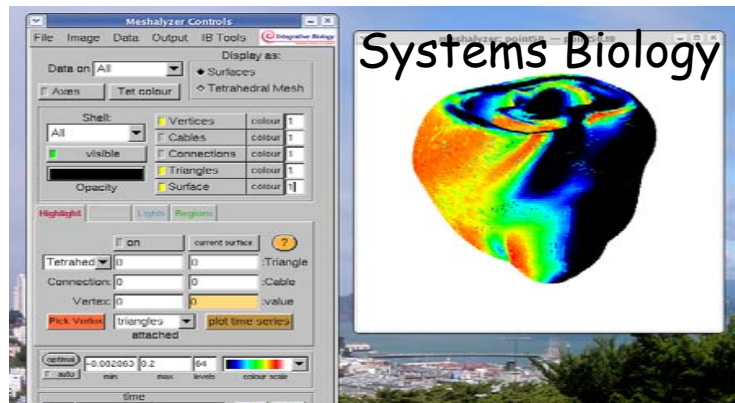 Meshalyzer Controls
File Image Data Output IB Tools Integrative Biology
Display as:
Data on All
Surfaces
Axes Tet colour
Tetrahedral Mesh
Shell:
All
visible
Opacity
Vertices colour 1
Cables colour 1
Connections colour 1
Triangles colour 1
Surface colour 1
Highlight Lights Regions
on current surface ?
Tetrahed 0 0 :Triangle
Connection: 0 0 :Cable
Vertex: 0 0 :value
Pick Vertex triangles plot time series
attached
optimal
auto
-0.002063 0.2 64
min max levels colour scale
time
Systems Biology